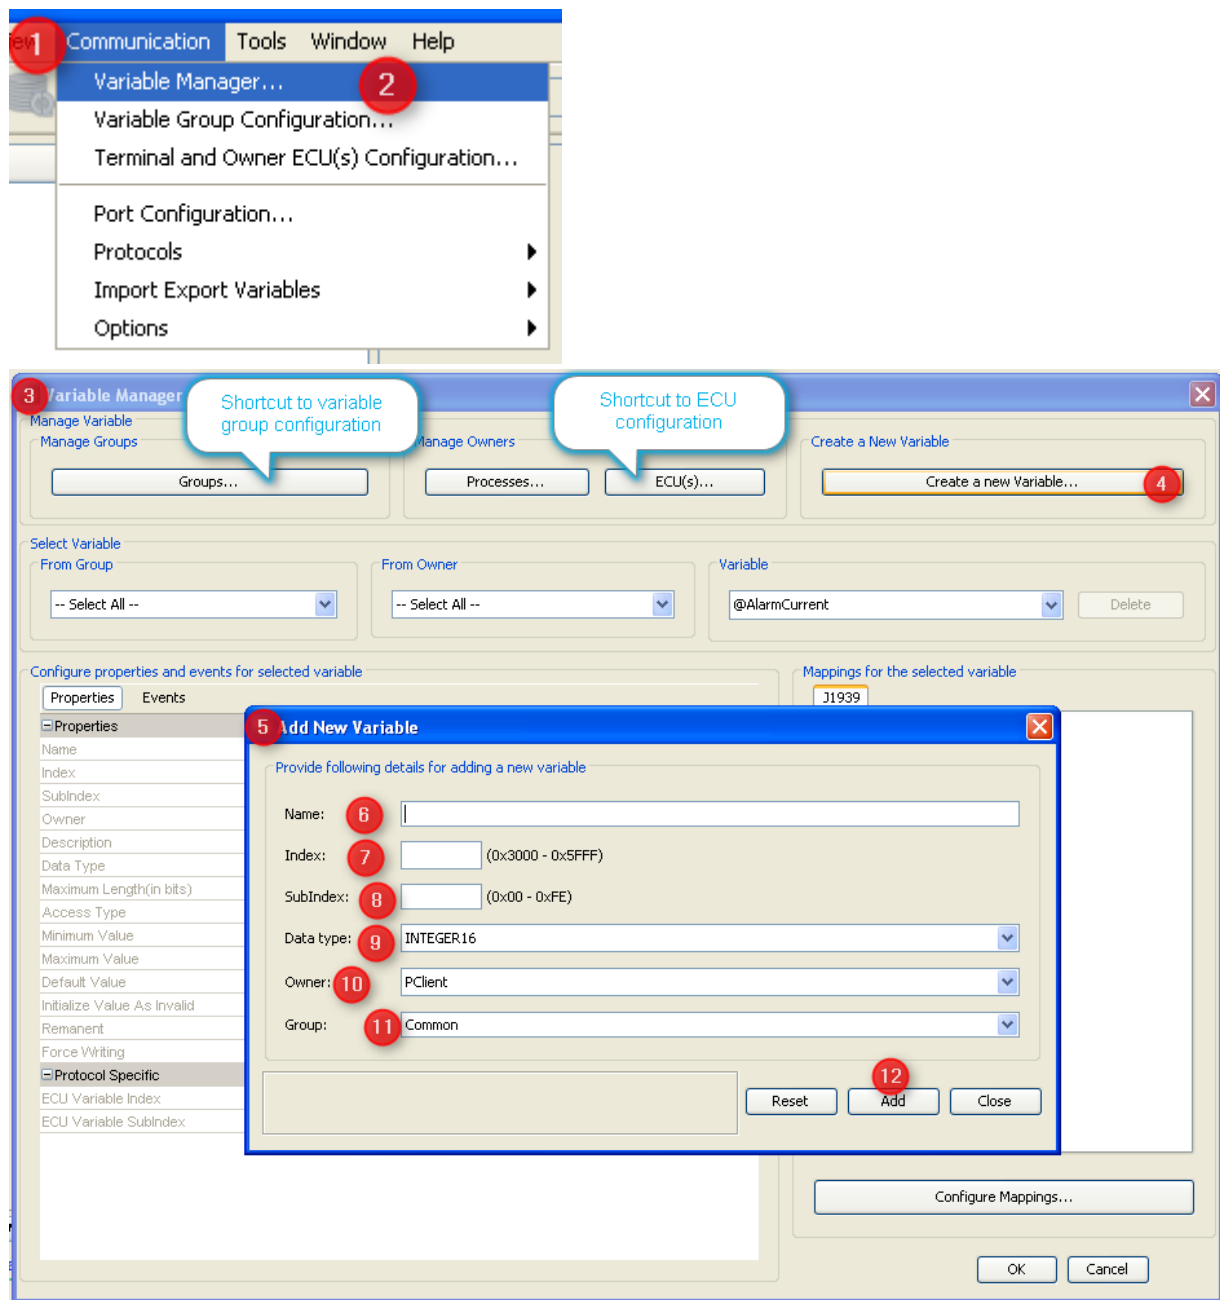 1 Communication Tools Window Help
Variable Manager... 2
Variable Group Configuration...
Terminal and Owner ECU(s) Configuration...
Port Configuration...
Protocols
Import Export Variables
Options
3 Variable Manager
Shortcut to variable
group configuration
Shortcut to ECU
configuration
Manage Variable
Manage Groups
Manage Owners
Create a New Variable
Groups...
Processes...
ECU(s)...
Create a new Variable... 4
Select Variable
From Group
From Owner
Variable
-- Select All --
-- Select All --
@AlarmCurrent
Delete
Configure properties and events for selected variable
Mappings for the selected variable
Properties
Events
J1939
Properties
Name
Index
SubIndex
Owner
Description
Data Type
Maximum Length(in bits)
Access Type
Minimum Value
Maximum Value
Default Value
Initialize Value As Invalid
Remanent
Force Writing
Protocol Specific
ECU Variable Index
ECU Variable SubIndex
5 Add New Variable
Provide following details for adding a new variable
Name: 6
Index: 7 (0x3000 - 0x5FFF)
SubIndex: 8 (0x00 - 0xFE)
Data type: 9 INTEGER16
Owner: 10 PClient
Group: 11 Common
12
Reset
Add
Close
Configure Mappings...
OK
Cancel